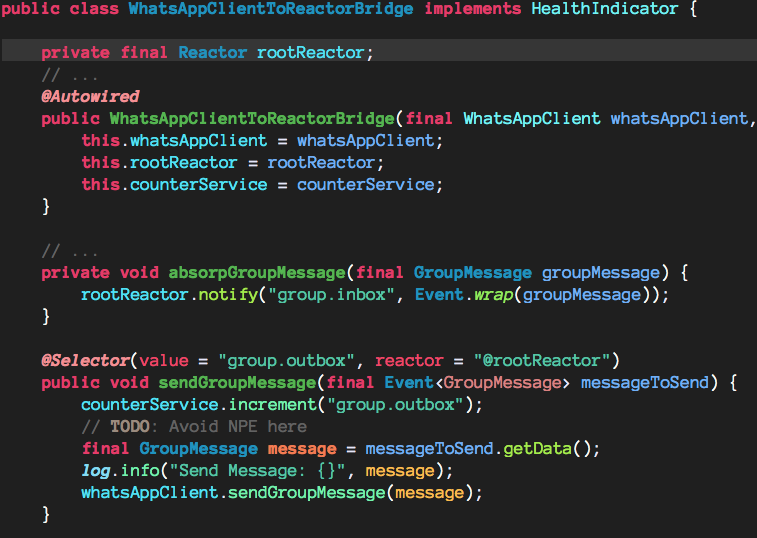 public class WhatsAppClientToReactorBridge implements HealthIndicator {
private final Reactor rootReactor;
// ...
@Autowired
public WhatsAppClientToReactorBridge(final WhatsAppClient whatsAppClient,
this.whatsAppClient = whatsAppClient;
this.rootReactor = rootReactor;
this.counterService = counterService;
}
// ...
private void absorpGroupMessage(final GroupMessage groupMessage) {
rootReactor.notify("group.inbox", Event.wrap(groupMessage));
}
@Selector(value = "group.outbox", reactor = "@rootReactor")
public void sendGroupMessage(final Event<GroupMessage> messageToSend) {
counterService.increment("group.outbox");
// TODO: Avoid NPE here
final GroupMessage message = messageToSend.getData();
log.info("Send Message: {}", message);
whatsAppClient.sendGroupMessage(message);
}